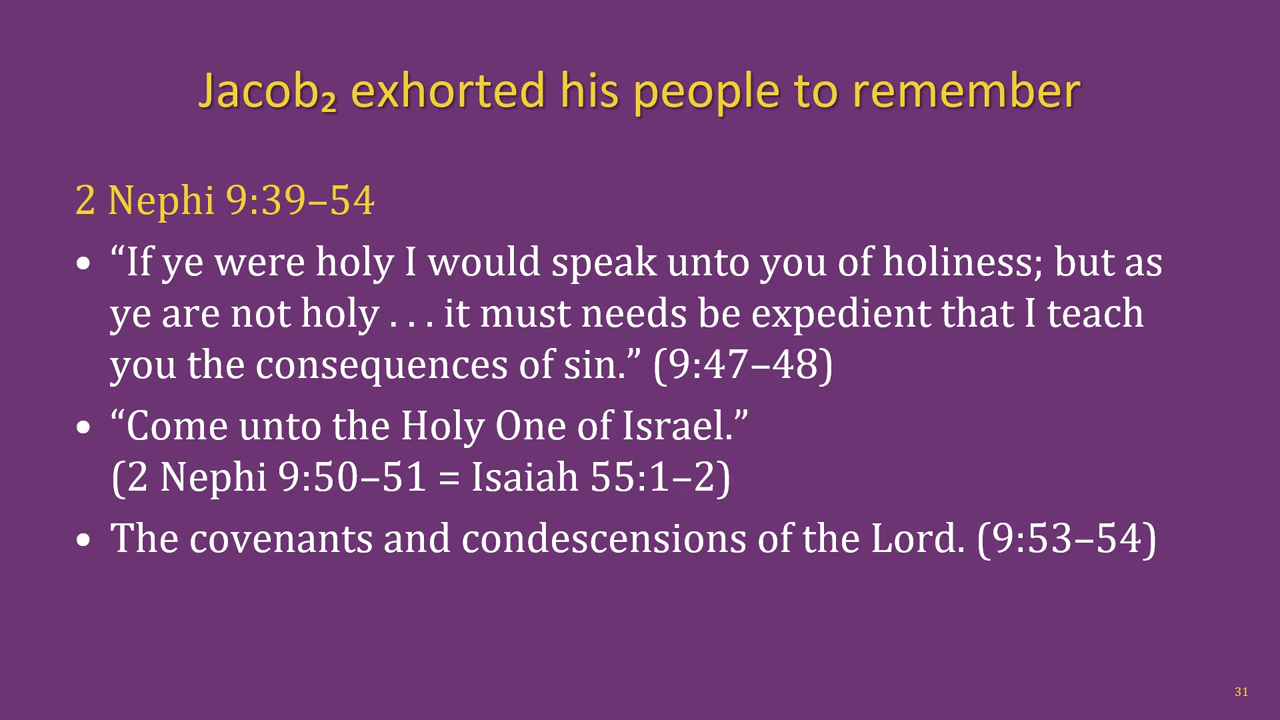 Jacob₂ exhorted his people to remember
2 Nephi 9:39–54
• “If ye were holy I would speak unto you of holiness; but as
ye are not holy . . . it must needs be expedient that I teach
you the consequences of sin.” (9:47–48)
• “Come unto the Holy One of Israel.”
(2 Nephi 9:50–51 = Isaiah 55:1–2)
• The covenants and condescensions of the Lord. (9:53–54)
31